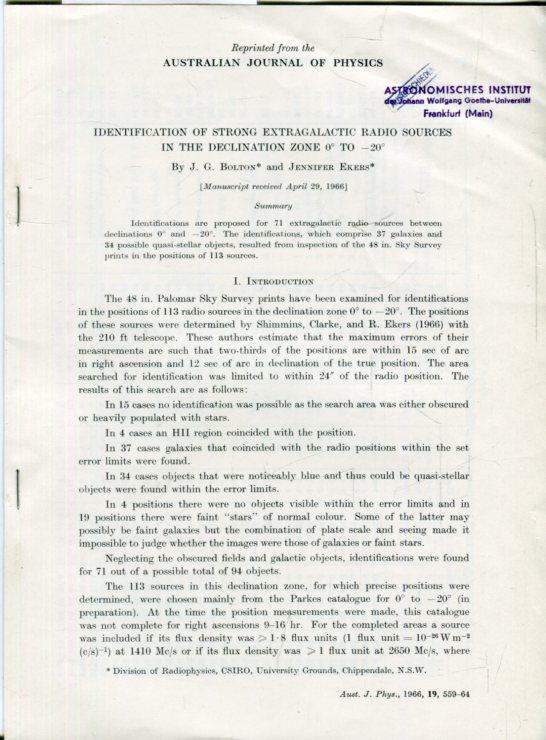 Reprinted from the
AUSTRALIAN JOURNAL OF PHYSICS
ASTRONOMISCHES INSTITUT
der Johann Wolfgang Goethe-Universität
Frankfurt (Main)
IDENTIFICATION OF STRONG EXTRAGALACTIC RADIO SOURCES
IN THE DECLINATION ZONE 0° TO −20°
By J. G. BOLTON* and JENNIFER EKERS*
[Manuscript received April 29, 1966]
Summary
Identifications are proposed for 71 extragalactic radio sources between
declinations 0° and −20°. The identifications, which comprise 37 galaxies and
34 possible quasi-stellar objects, resulted from inspection of the 48 in. Sky Survey
prints in the positions of 113 sources.
I. INTRODUCTION
The 48 in. Palomar Sky Survey prints have been examined for identifications
in the positions of 113 radio sources in the declination zone 0° to −20°. The positions
of these sources were determined by Shimmins, Clarke, and R. Ekers (1966) with
the 210 ft telescope. These authors estimate that the maximum errors of their
measurements are such that two-thirds of the positions are within 15 sec of arc
in right ascension and 12 sec of arc in declination of the true position. The area
searched for identification was limited to within 24″ of the radio position. The
results of this search are as follows:
In 15 cases no identification was possible as the search area was either obscured
or heavily populated with stars.
In 4 cases an HII region coincided with the position.
In 37 cases galaxies that coincided with the radio positions within the set
error limits were found.
In 34 cases objects that were noticeably blue and thus could be quasi-stellar
objects were found within the error limits.
In 4 positions there were no objects visible within the error limits and in
19 positions there were faint "stars" of normal colour. Some of the latter may
possibly be faint galaxies but the combination of plate scale and seeing made it
impossible to judge whether the images were those of galaxies or faint stars.
Neglecting the obscured fields and galactic objects, identifications were found
for 71 out of a possible total of 94 objects.
The 113 sources in this declination zone, for which precise positions were
determined, were chosen mainly from the Parkes catalogue for 0° to −20° (in
preparation). At the time the position measurements were made, this catalogue
was not complete for right ascensions 9–16 hr. For the completed areas a source
was included if its flux density was ⩾ 1·8 flux units (1 flux unit = 10⁻²⁶ W m⁻²
(c/s)⁻¹) at 1410 Mc/s or if its flux density was ⩾ 1 flux unit at 2650 Mc/s, where
* Division of Radiophysics, CSIRO, University Grounds, Chippendale, N.S.W.
Aust. J. Phys., 1966, 19, 559–64